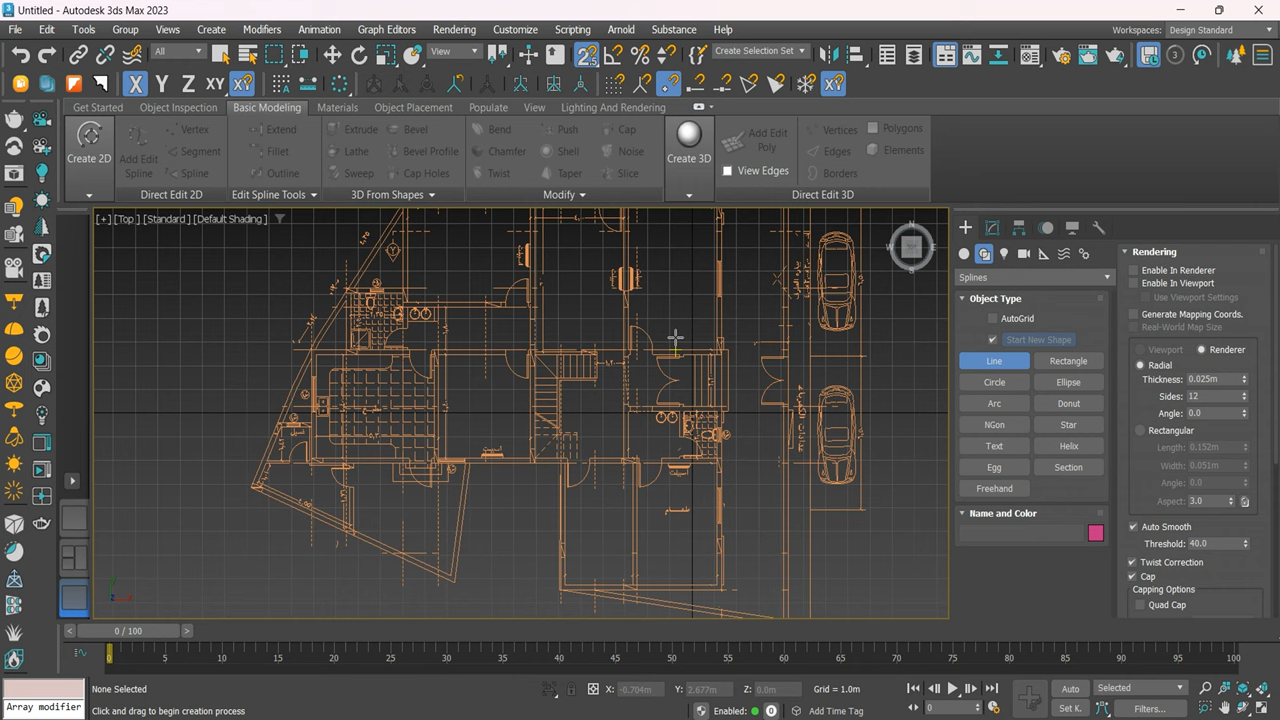 Untitled - Autodesk 3ds Max 2023
File Edit Tools Group Views Create Modifiers Animation Graph Editors Rendering Customize Scripting Arnold Substance Help Workspaces: Design Standard
All View Create Selection Set 3
X Y Z XY
Get Started Object Inspection Basic Modeling Materials Object Placement Populate View Lighting And Rendering
Vertex Extend Extrude Bevel Bend Push Cap Add Edit Vertices Polygons
Create 2D Add Edit Segment Fillet Lathe Bevel Profile Chamfer Shell Noise Create 3D Poly Edges Elements
Spline Spline Outline Sweep Cap Holes Twist Taper Slice View Edges Borders
Direct Edit 2D Edit Spline Tools 3D From Shapes Modify Direct Edit 3D
[+] [Top ] [Standard ] [Default Shading ]
N
W E
S
Splines
Object Type
AutoGrid
Start New Shape
Line Rectangle
Circle Ellipse
Arc Donut
NGon Star
Text Helix
Egg Section
Freehand
Name and Color
Rendering
Enable In Renderer
Enable In Viewport
Use Viewport Settings
Generate Mapping Coords.
Real-World Map Size
Viewport Renderer
Radial
Thickness: 0.025m
Sides: 12
Angle: 0.0
Rectangular
Length: 0.152m
Width: 0.051m
Angle: 0.0
Aspect: 3.0
Auto Smooth
Threshold: 40.0
Twist Correction
Cap
Capping Options
Quad Cap
0 / 100
0 5 10 15 20 25 30 35 40 45 50 55 60 65 70 75 80 85 90 95 100
None Selected X: -0.704m Y: 2.677m Z: 0.0m Grid = 1.0m Auto Selected
Array modifier Click and drag to begin creation process Enabled: 0 Add Time Tag 0 Set K. Filters...